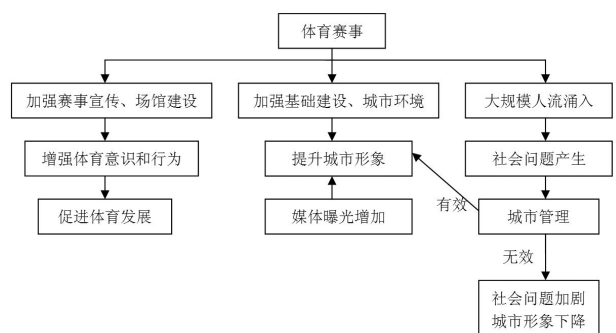 体育赛事
加强赛事宣传、场馆建设
加强基础建设、城市环境
大规模人流涌入
增强体育意识和行为
提升城市形象
社会问题产生
促进体育发展
媒体曝光增加
有效
城市管理
无效
社会问题加剧
城市形象下降